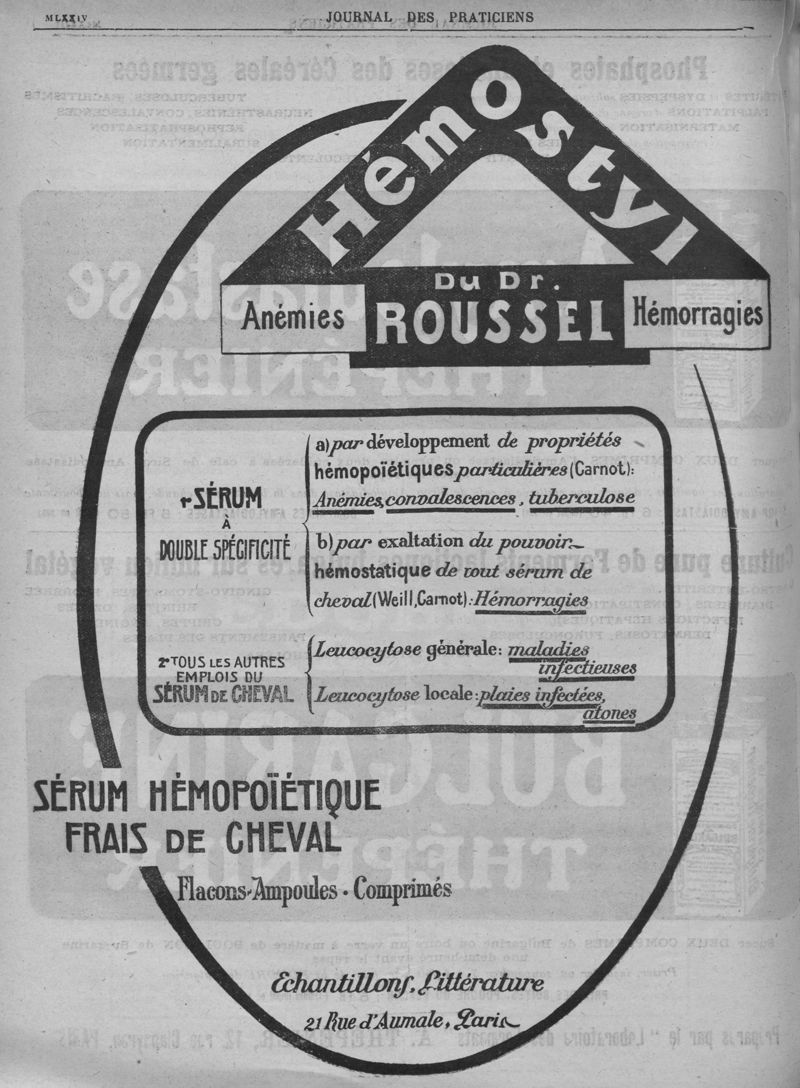 MLXXIV
JOURNAL DES PRATICIENS
Hémostyl
Du Dr.
ROUSSEL
Anémies
Hémorragies
1º SÉRUM
À
DOUBLE SPÉCIFICITÉ
a) par développement de propriétés
hémopoïétiques particulières (Carnot):
Anémies, convalescences, tuberculose
b) par exaltation du pouvoir
hémostatique de tout sérum de
cheval (Weill, Carnot): Hémorragies
2º TOUS LES AUTRES
EMPLOIS DU
SÉRUM DE CHEVAL
Leucocytose générale: maladies
infectieuses
Leucocytose locale: plaies infectées,
atones
SÉRUM HÉMOPOÏÉTIQUE
FRAIS DE CHEVAL
Flacons-Ampoules - Comprimés
Echantillons, Littérature
21 Rue d'Aumale, Paris